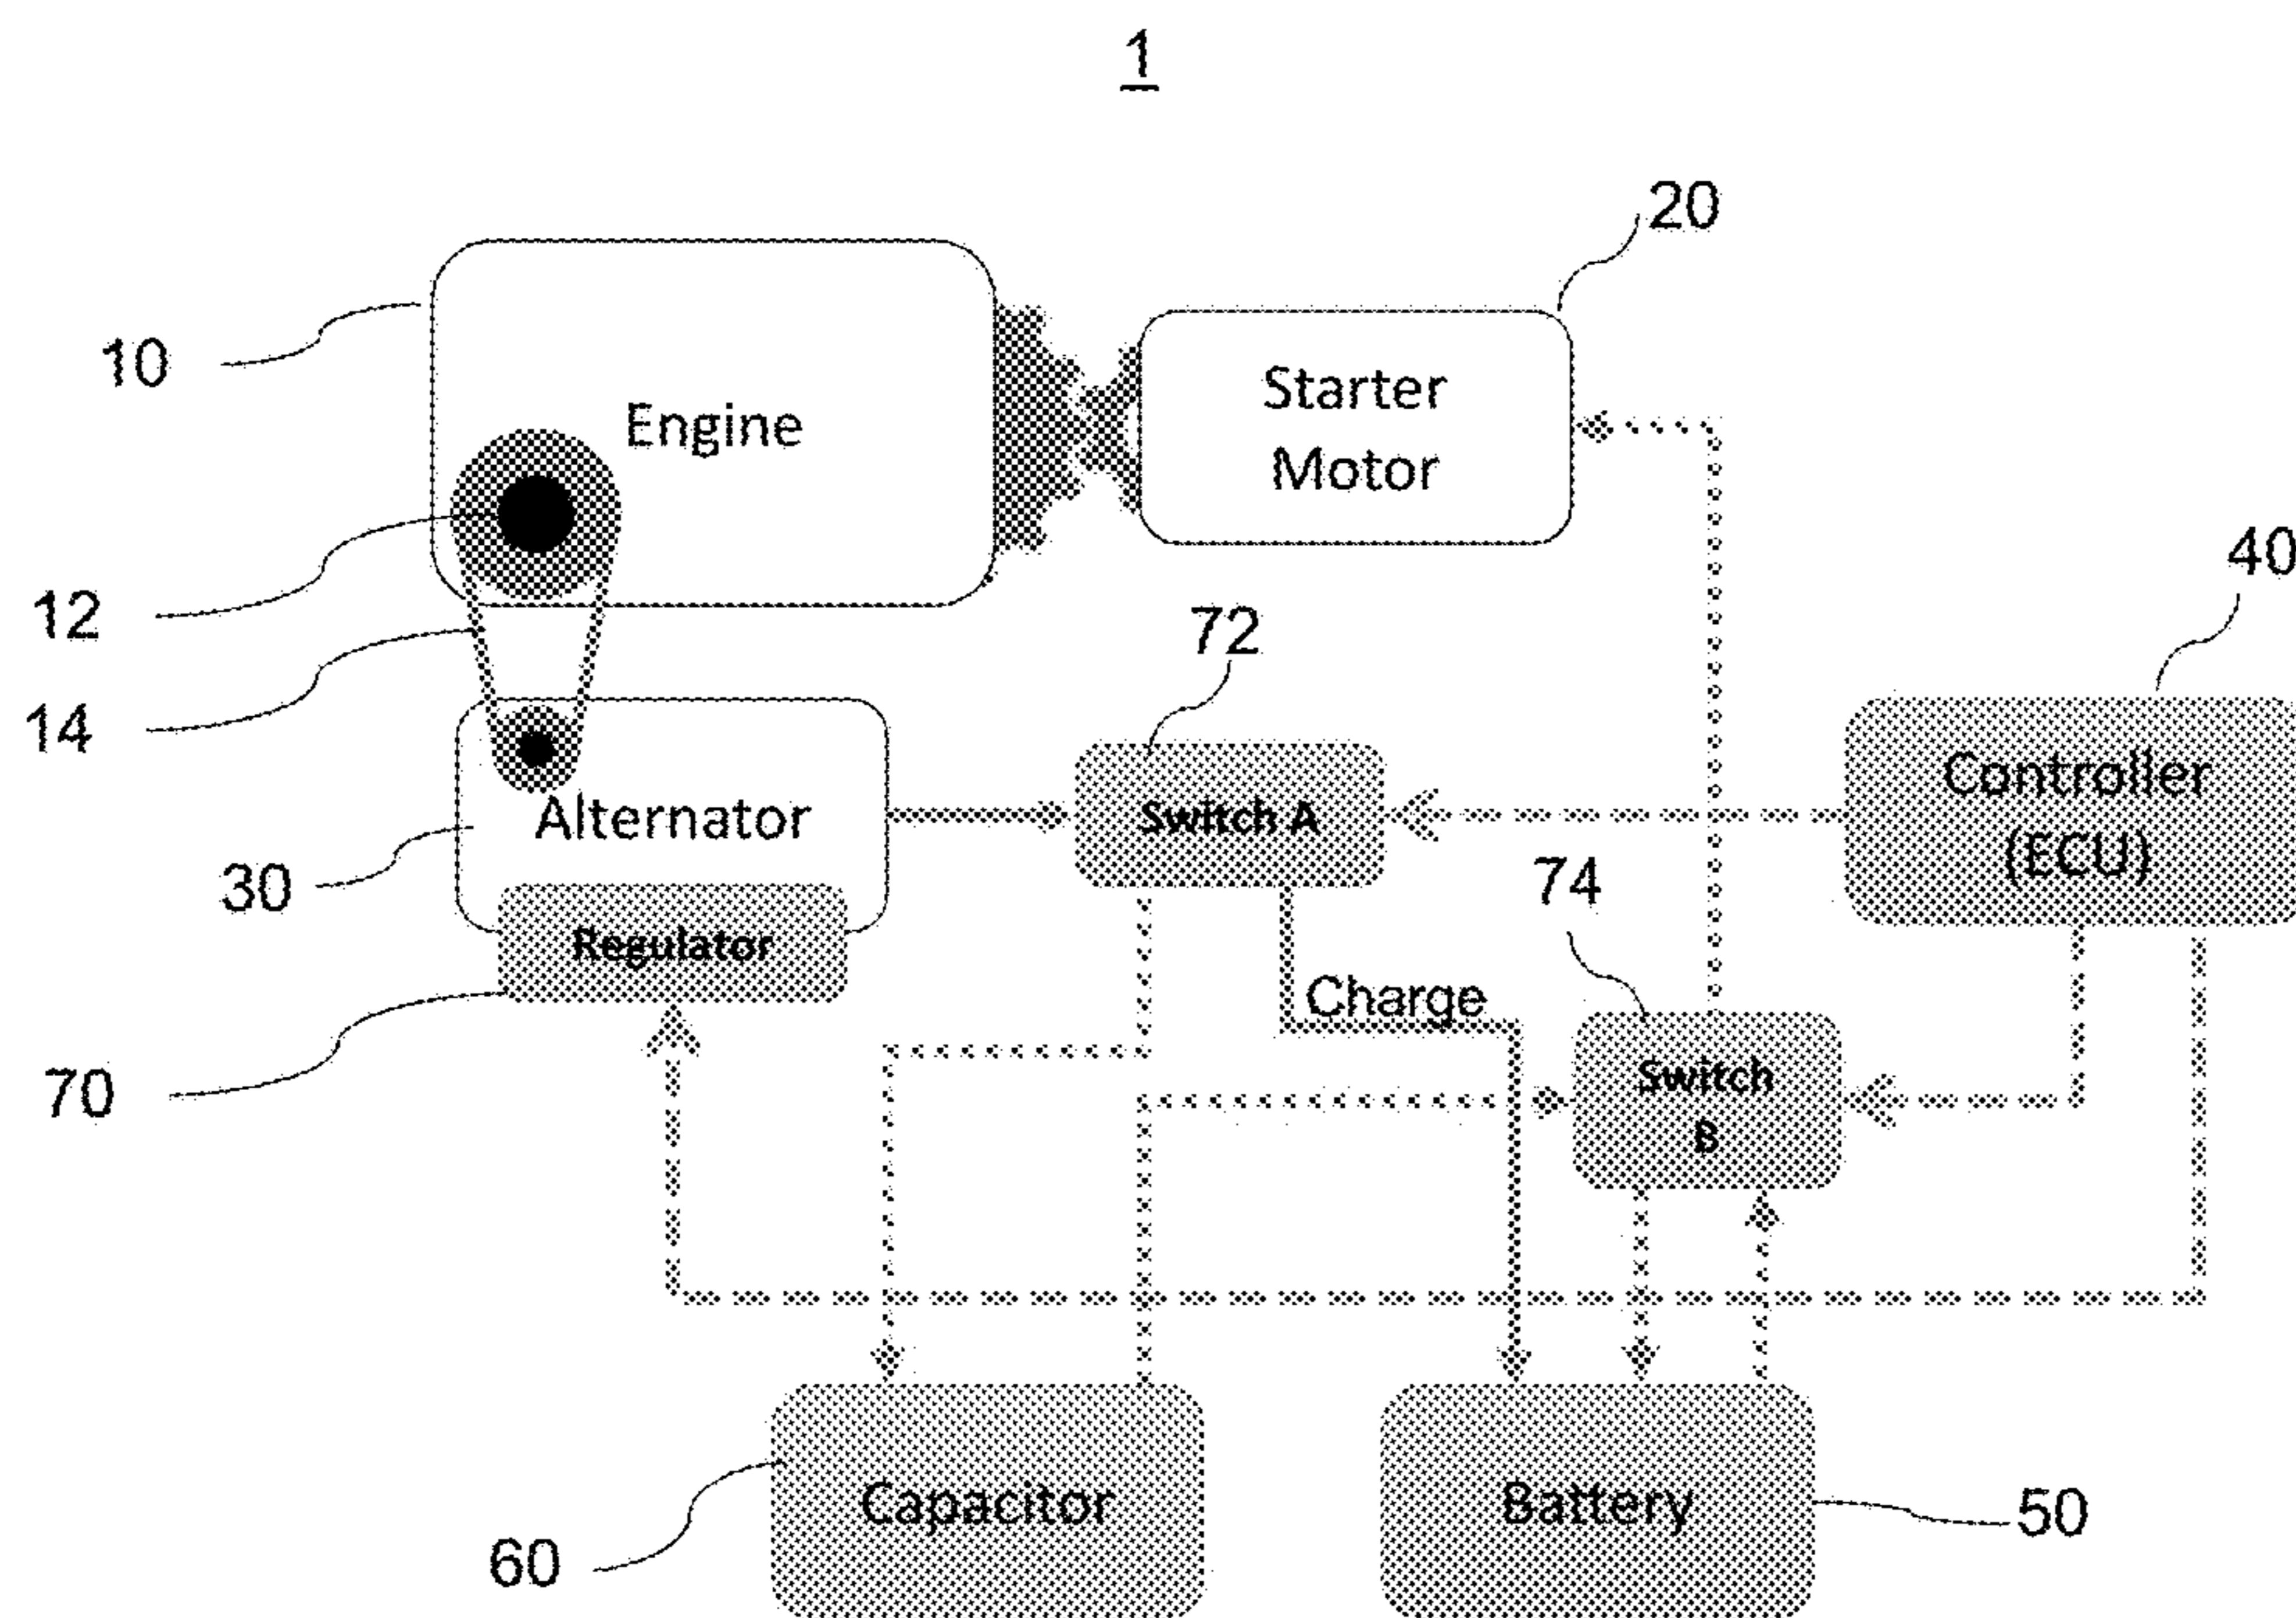 1
20
10
Engine
Starter
Motor
40
12
72
14
Controller
(ECU)
Alternator
Switch A
74
30
Regulator
Charge
70
Switch
B
Capacitor
Battery
50
60